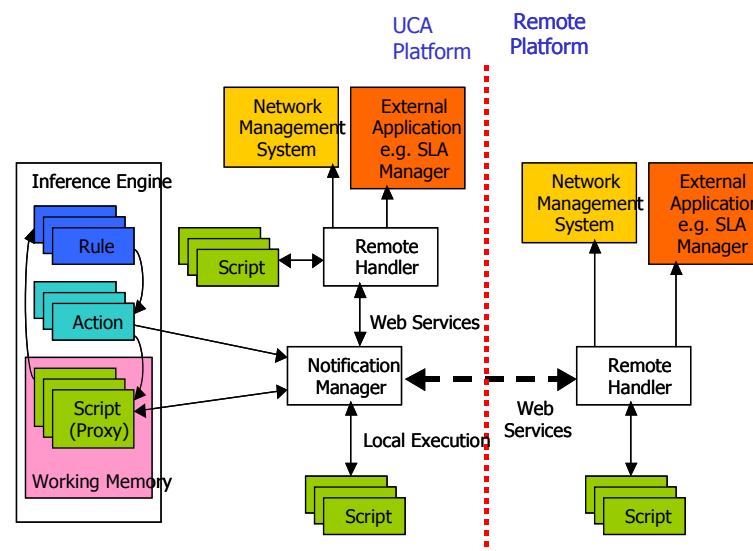 UCA
Platform
Remote
Platform
Network
Management
System
External
Application
e.g. SLA
Manager
Inference Engine
Rule
Action
Script
(Proxy)
Working Memory
Script
Remote
Handler
Web Services
Notification
Manager
Local Execution
Script
Web
Services
Network
Management
System
External
Application
e.g. SLA
Manager
Remote
Handler
Script